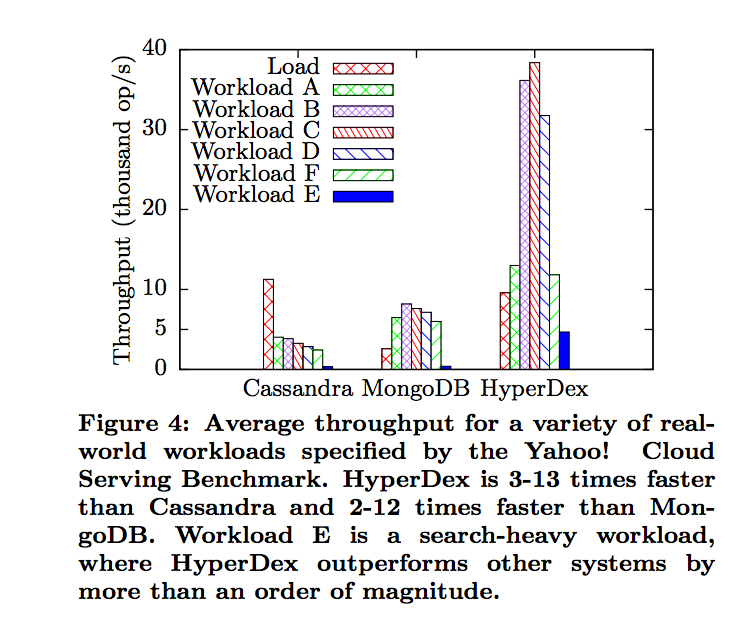 40
30
20
10
5
0
Throughput (thousand op/s)
Load
Workload A
Workload B
Workload C
Workload D
Workload F
Workload E
Cassandra MongoDB HyperDex
Figure 4: Average throughput for a variety of real-
world workloads specified by the Yahoo! Cloud
Serving Benchmark. HyperDex is 3-13 times faster
than Cassandra and 2-12 times faster than Mon-
goDB. Workload E is a search-heavy workload,
where HyperDex outperforms other systems by
more than an order of magnitude.